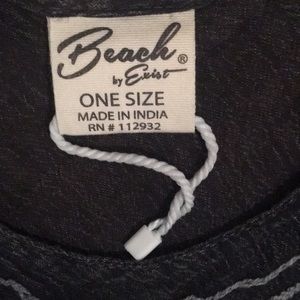 Beach®
by Exist
ONE SIZE
MADE IN INDIA
RN # 112932